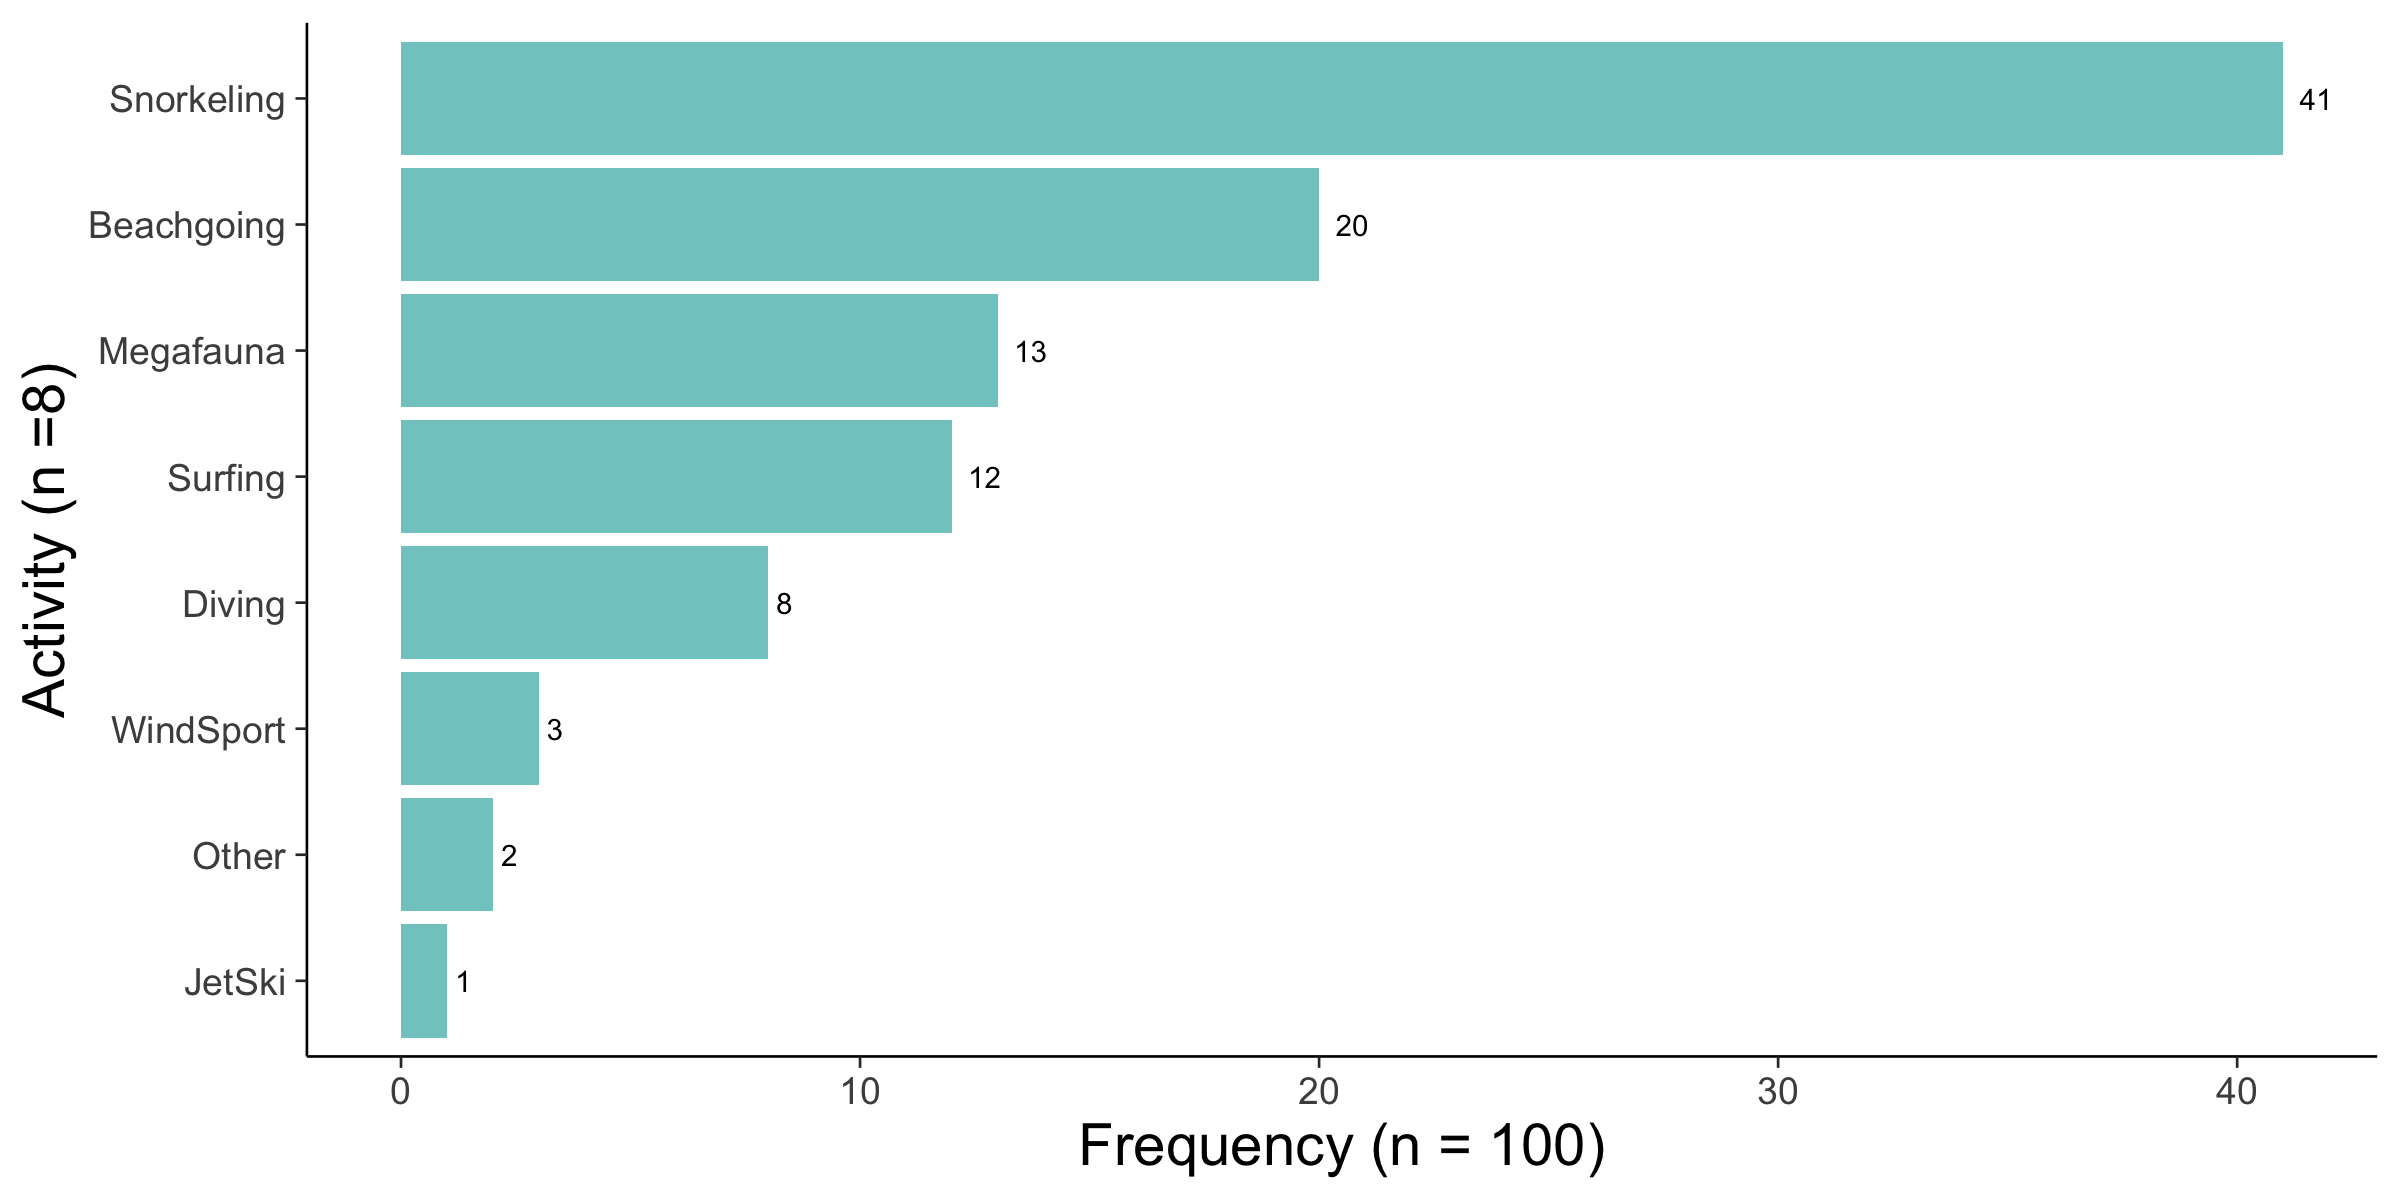 Activity (n =8)
Snorkeling 41
Beachgoing 20
Megafauna 13
Surfing 12
Diving 8
WindSport 3
Other 2
JetSki 1
0 10 20 30 40
Frequency (n = 100)